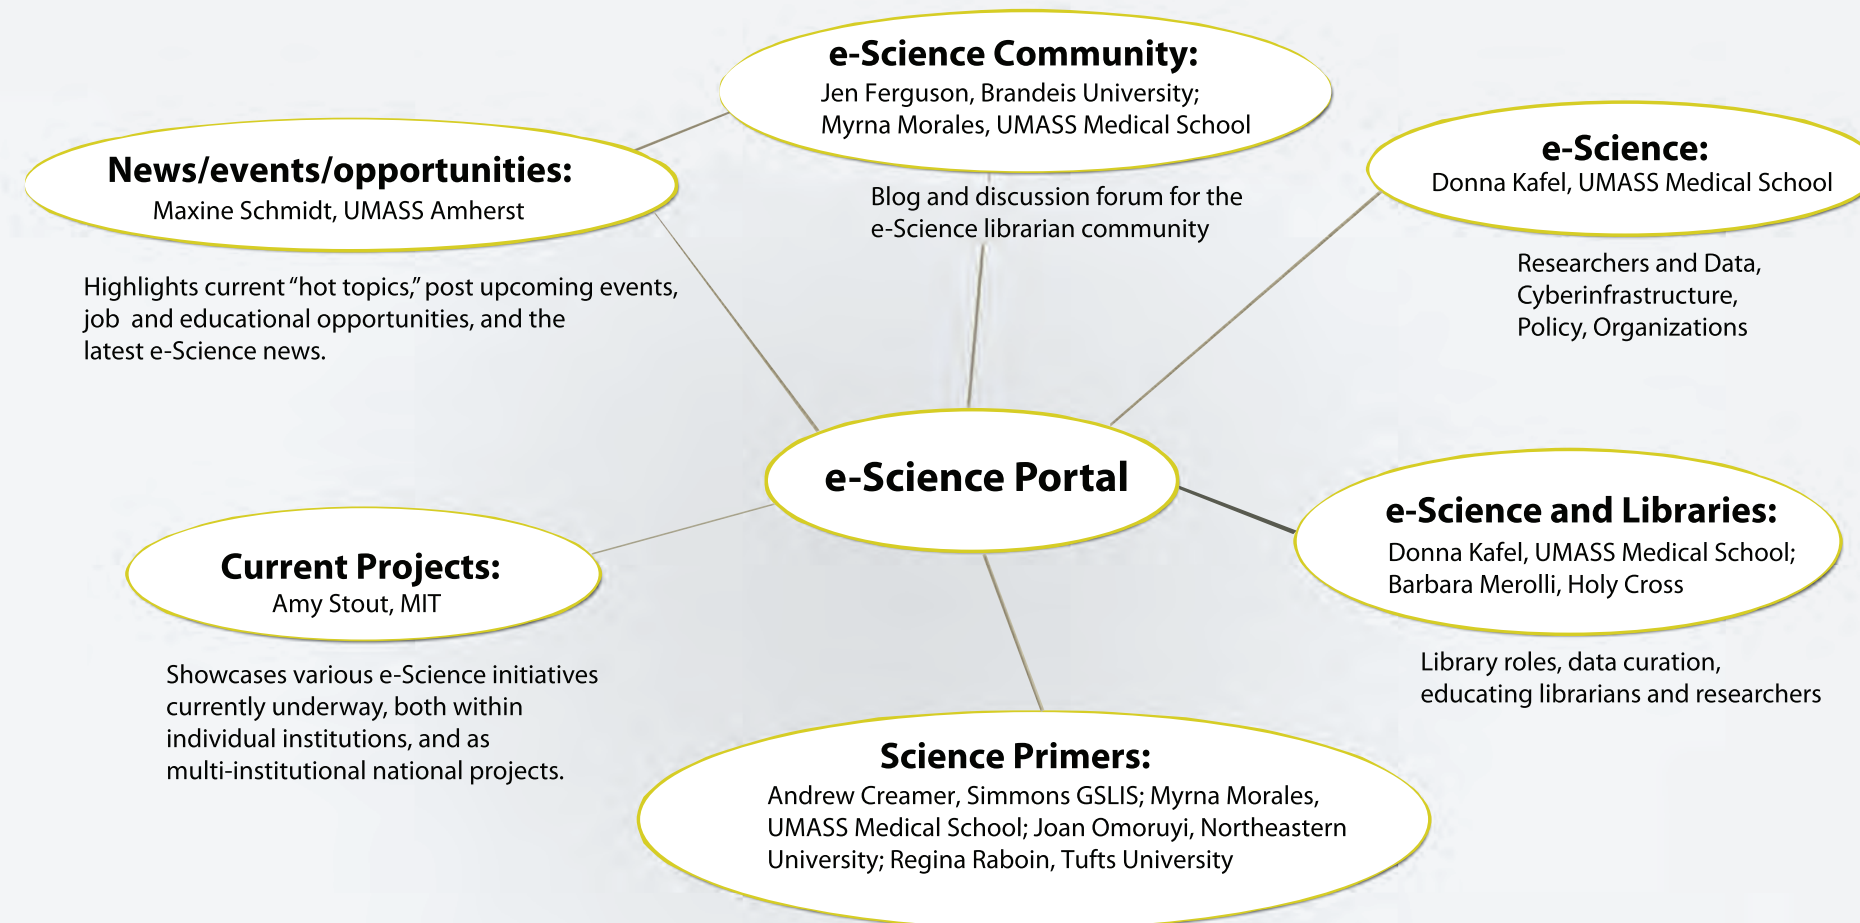 e-Science Community:
Jen Ferguson, Brandeis University;
Myrna Morales, UMASS Medical School
Blog and discussion forum for the
e-Science librarian community
News/events/opportunities:
Maxine Schmidt, UMASS Amherst
Highlights current “hot topics,” post upcoming events,
job and educational opportunities, and the
latest e-Science news.
e-Science:
Donna Kafel, UMASS Medical School
Researchers and Data,
Cyberinfrastructure,
Policy, Organizations
e-Science Portal
Current Projects:
Amy Stout, MIT
Showcases various e-Science initiatives
currently underway, both within
individual institutions, and as
multi-institutional national projects.
e-Science and Libraries:
Donna Kafel, UMASS Medical School;
Barbara Merolli, Holy Cross
Library roles, data curation,
educating librarians and researchers
Science Primers:
Andrew Creamer, Simmons GSLIS; Myrna Morales,
UMASS Medical School; Joan Omoruyi, Northeastern
University; Regina Raboin, Tufts University